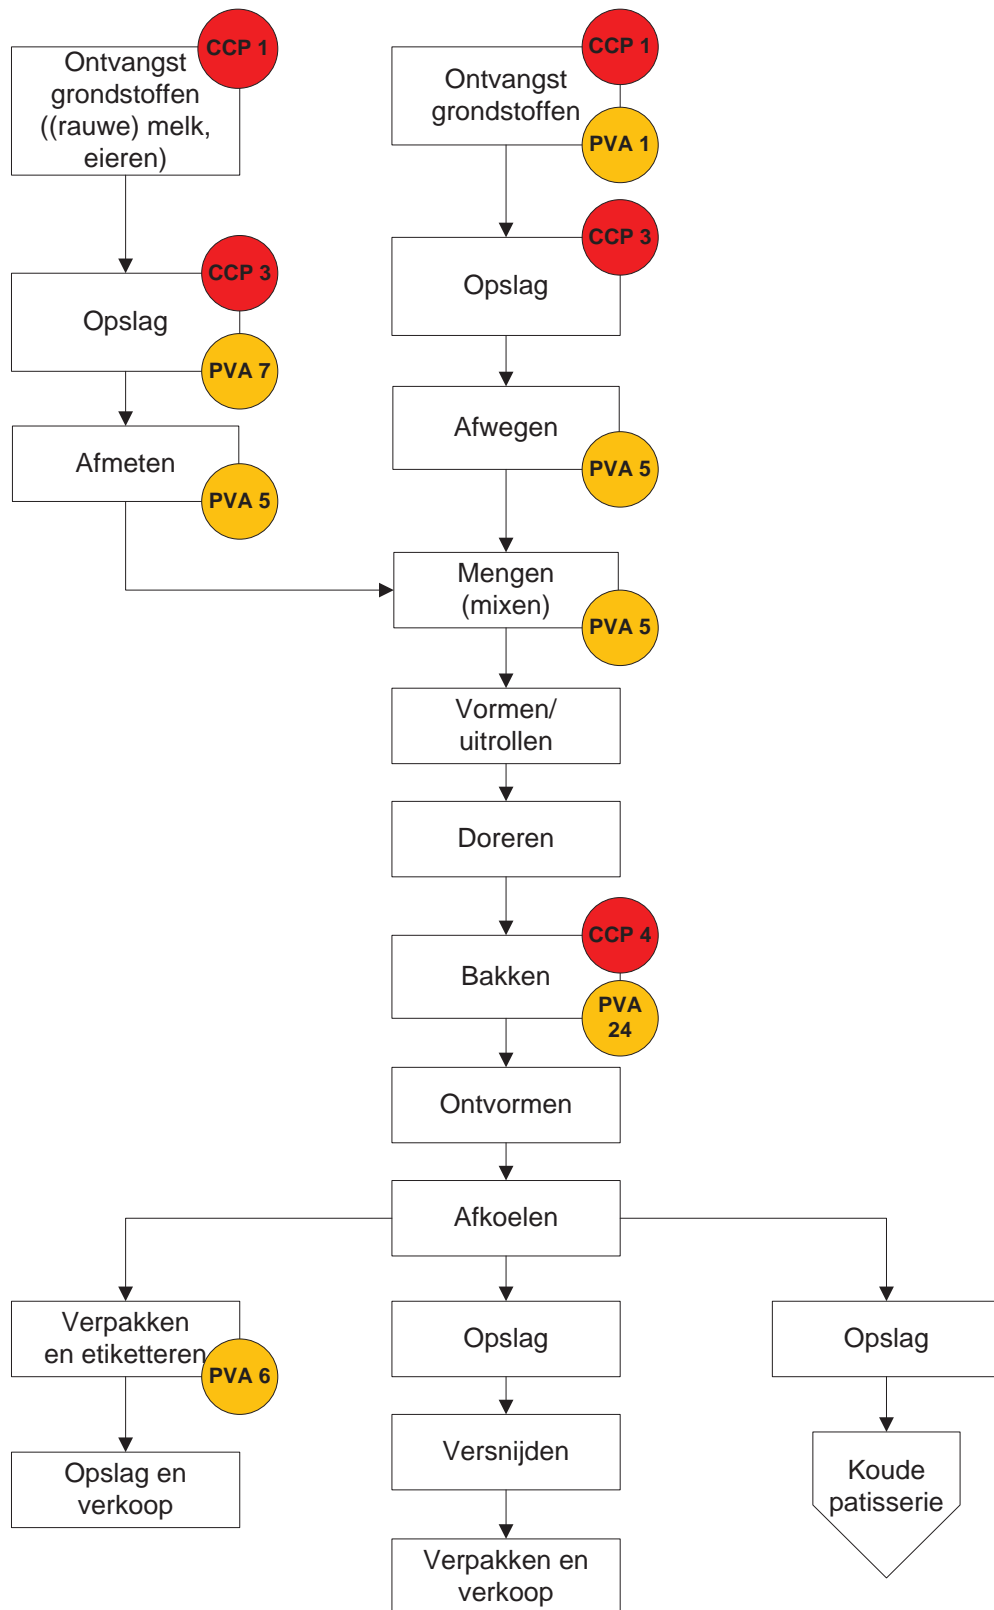 CCP 1
Ontvangst
grondstoffen
((rauwe) melk,
eieren)
CCP 1
Ontvangst
grondstoffen
PVA 1
CCP 3
Opslag
PVA 7
CCP 3
Opslag
Afmeten
PVA 5
Afwegen
PVA 5
Mengen
(mixen)
PVA 5
Vormen/
uitrollen
Doreren
CCP 4
Bakken
PVA
24
Ontvormen
Afkoelen
Verpakken
en etiketteren
PVA 6
Opslag
Opslag
Opslag en
verkoop
Versnijden
Koude
patisserie
Verpakken en
verkoop